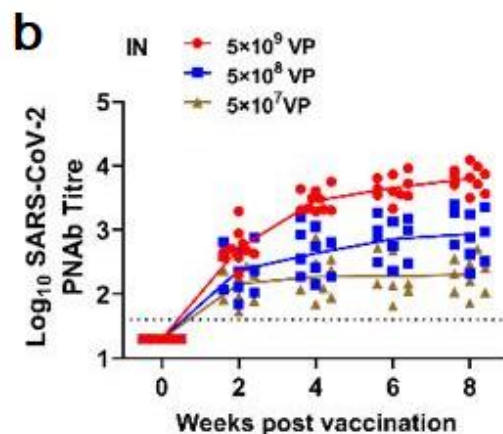 b
IN
5×10⁹ VP
5×10⁸ VP
5×10⁷VP
Log₁₀ SARS-CoV-2
PNAb Titre
5
4
3
2
1
0 2 4 6 8
Weeks post vaccination